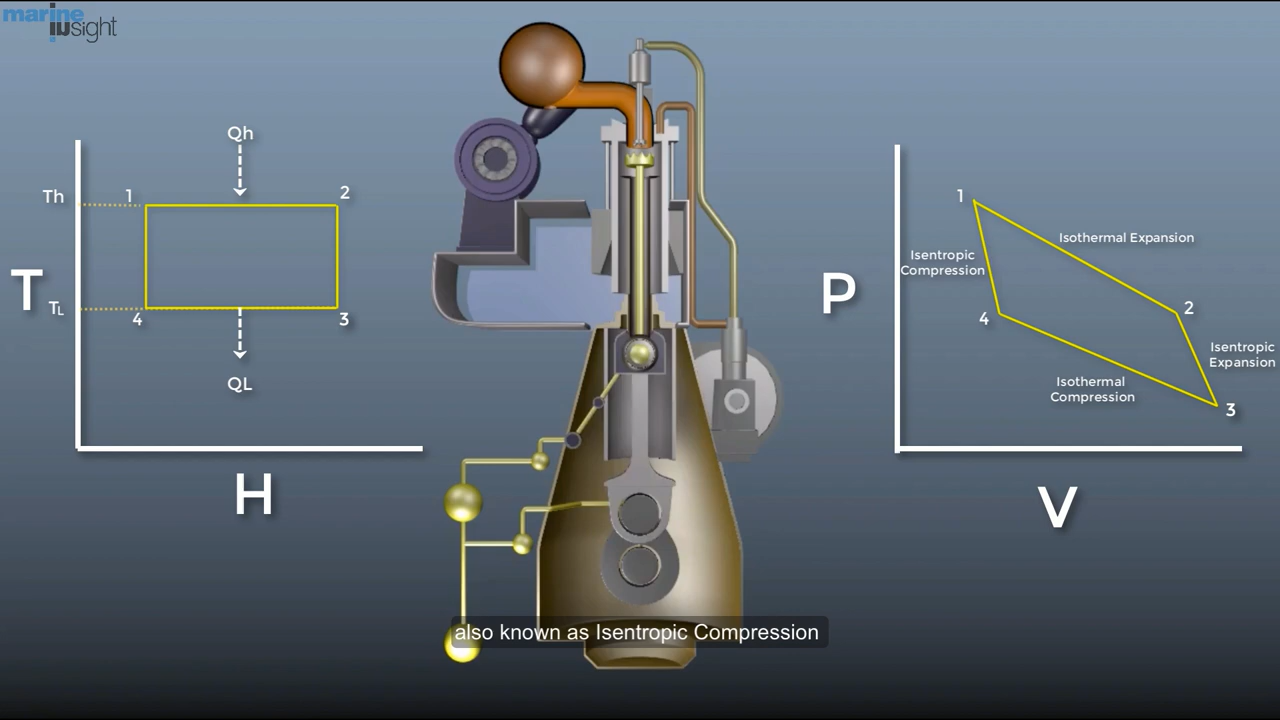 marine
insight
Qh
Th
1
2
T
TL
4
3
QL
H
P
1
Isothermal Expansion
Isentropic
Compression
4
2
Isentropic
Expansion
Isothermal
Compression
3
V
also known as Isentropic Compression